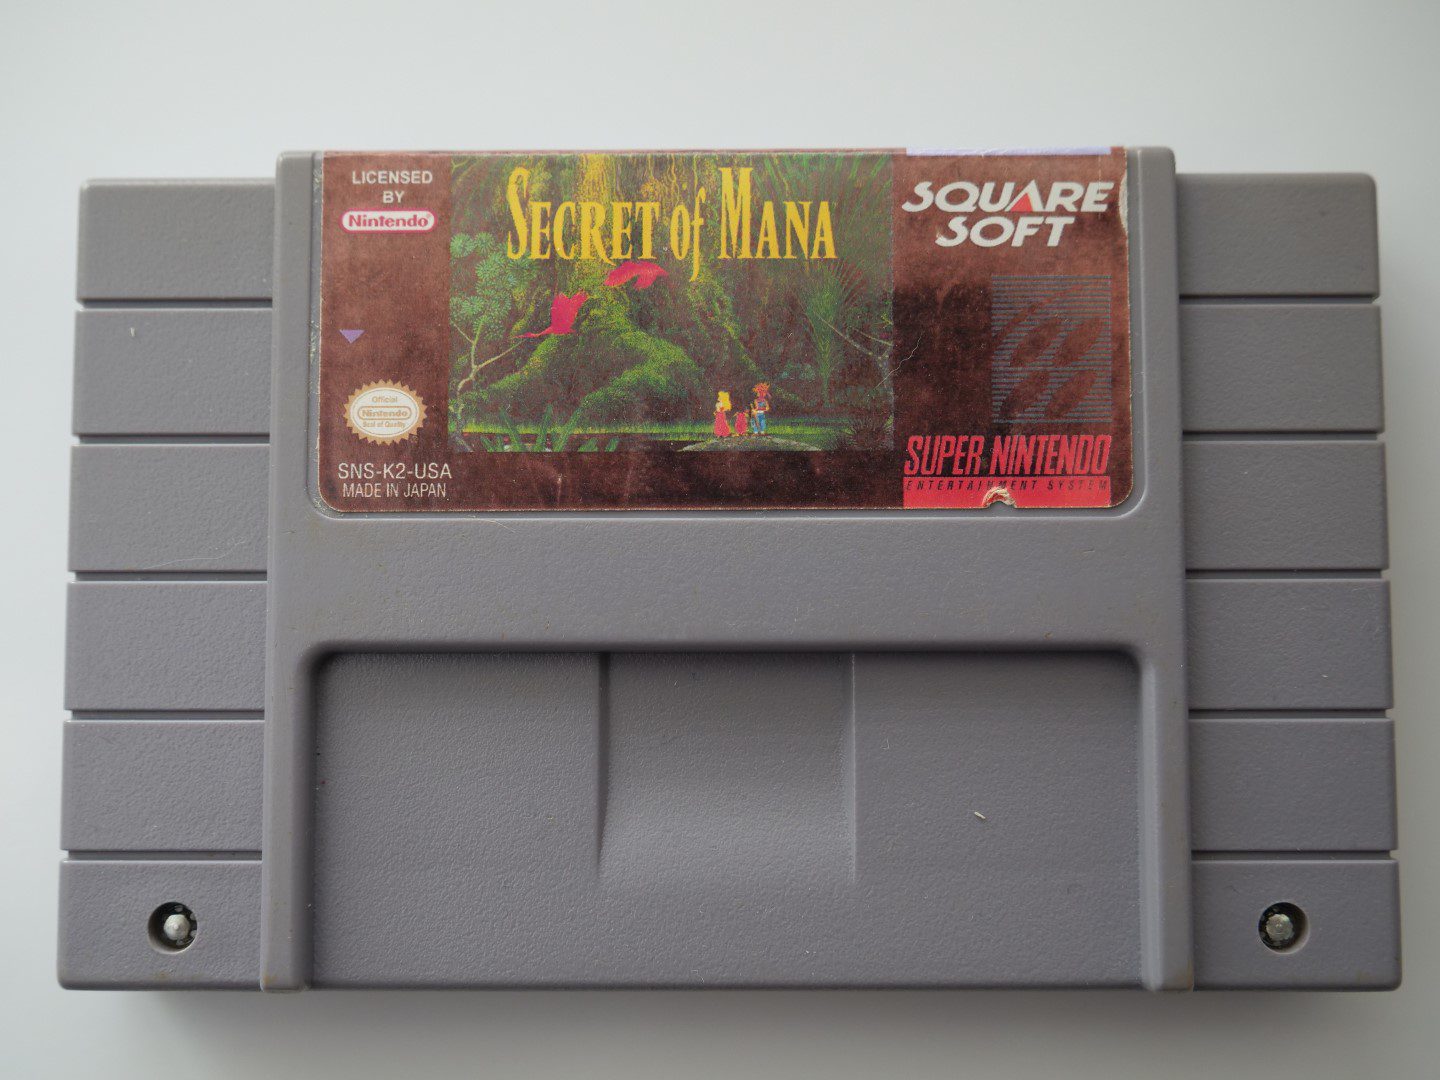 LICENSED
BY
Nintendo®
SECRET of MANA
SQUARE
SOFT
Official
Nintendo
Seal of Quality
SNS-K2-USA
MADE IN JAPAN
SUPER NINTENDO
ENTERTAINMENT SYSTEM